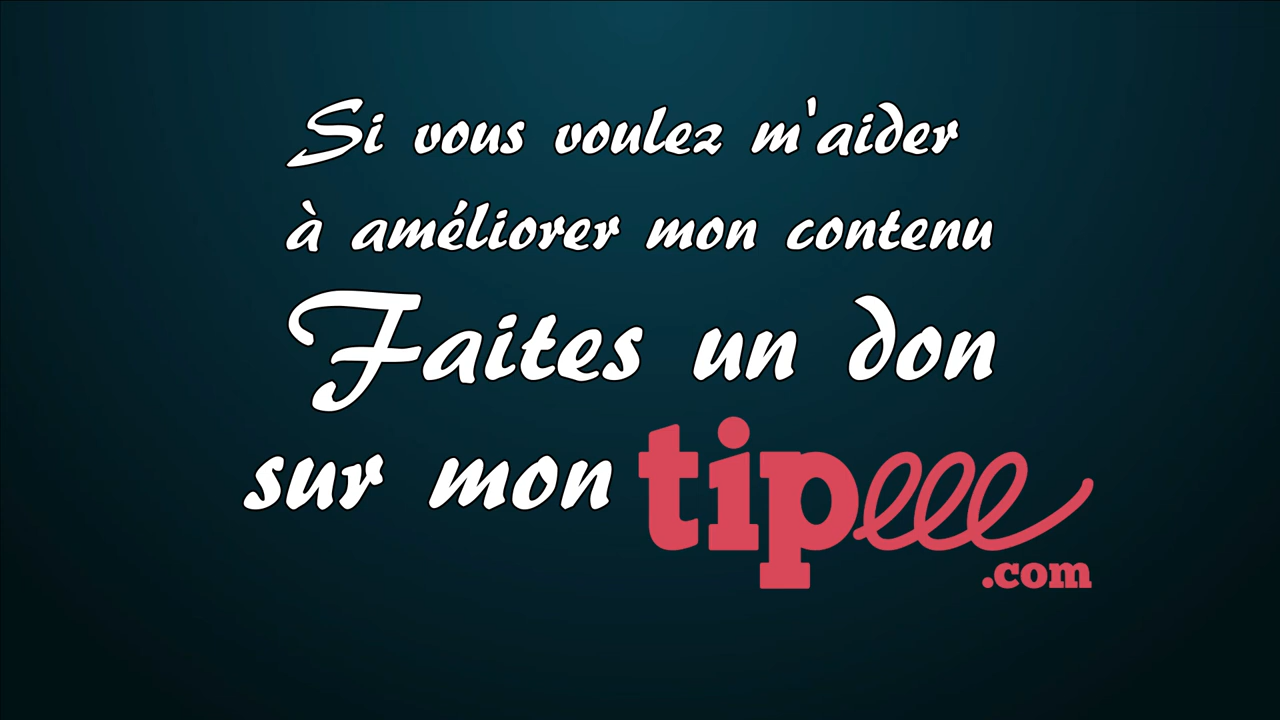 Si vous voulez m'aider
à améliorer mon contenu
Faites un don
sur mon tipeee
.com